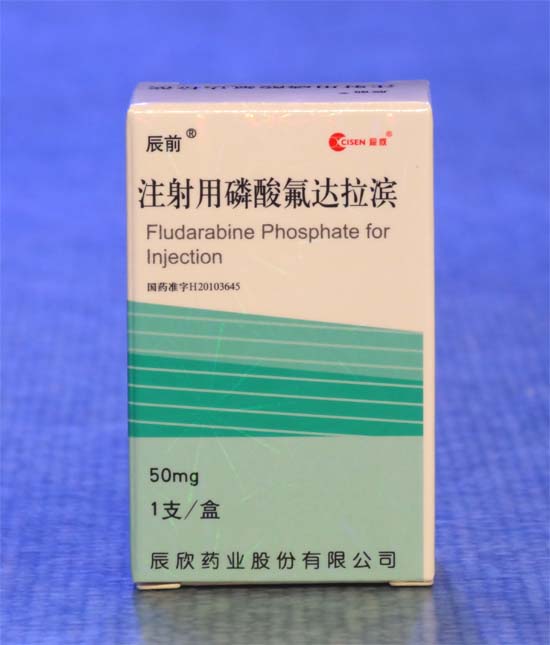 辰前®
CISEN 辰欣®
注射用磷酸氟达拉滨
Fludarabine Phosphate for
Injection
国药准字H20103645
50mg
1支/盒
辰欣药业股份有限公司